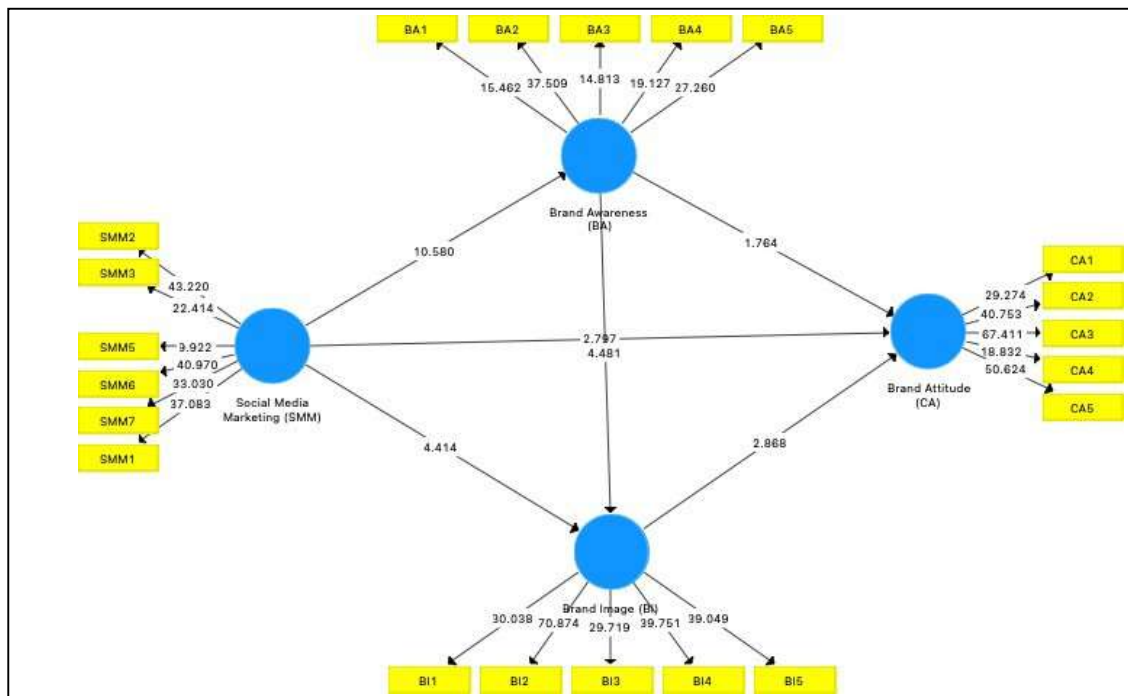 BA1 BA2 BA3 BA4 BA5
15.462 37.509 14.813 19.127 27.260
Brand Awareness
(BA)
SMM2
SMM3
SMM5
SMM6
SMM7
SMM1
43.220
22.414
9.922
40.970
33.030
37.083
Social Media
Marketing (SMM)
10.580
1.764
2.797
4.481
4.414
2.868
CA1
CA2
CA3
CA4
CA5
29.274
40.753
67.411
18.832
50.624
Brand Attitude
(CA)
Brand Image (BI)
30.038 70.874 29.719 39.751 39.049
BI1 BI2 BI3 BI4 BI5